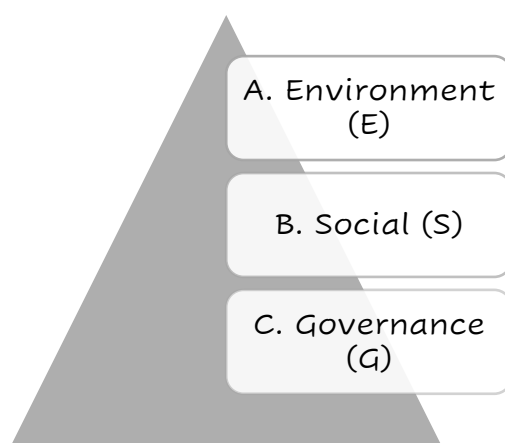 A. Environment
(E)
B. Social (S)
C. Governance
(G)